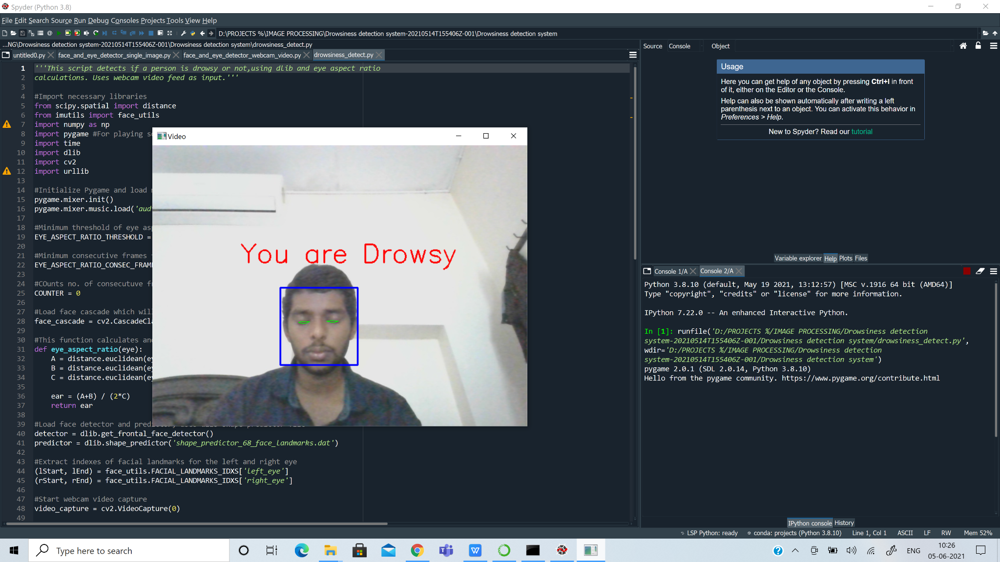 Spyder (Python 3.8)
File Edit Search Source Run Debug Consoles Projects Tools View Help
D:\PROJECTS %\IMAGE PROCESSING\Drowsiness detection system-20210514T155406Z-001\Drowsiness detection system
...NG\Drowsiness detection system-20210514T155406Z-001\Drowsiness detection system\drowsiness_detect.py
untitled0.py face_and_eye_detector_single_image.py face_and_eye_detector_webcam_video.py drowsiness_detect.py
1 '''This script detects if a person is drowsy or not,using dlib and eye aspect ratio
2 calculations. Uses webcam video feed as input.'''
3
4 #Import necessary libraries
5 from scipy.spatial import distance
6 from imutils import face_utils
7 import numpy as np
8 import pygame #For playing
9 import time
10 import dlib
11 import cv2
12 import urllib
13
14 #Initialize Pygame and load
15 pygame.mixer.init()
16 pygame.mixer.music.load('aud
17
18 #Minimum threshold of eye as
19 EYE_ASPECT_RATIO_THRESHOLD =
20
21 #Minimum consecutive frames
22 EYE_ASPECT_RATIO_CONSEC_FRAM
23
24 #COunts no. of consecutuve f
25 COUNTER = 0
26
27 #Load face cascade which wil
28 face_cascade = cv2.CascadeCl
29
30 #This function calculates an
31 def eye_aspect_ratio(eye):
32 A = distance.euclidean(e
33 B = distance.euclidean(e
34 C = distance.euclidean(e
35
36 ear = (A+B) / (2*C)
37 return ear
38
39 #Load face detector and pred
40 detector = dlib.get_frontal_face_detector()
41 predictor = dlib.shape_predictor('shape_predictor_68_face_landmarks.dat')
42
43 #Extract indexes of facial landmarks for the left and right eye
44 (lStart, lEnd) = face_utils.FACIAL_LANDMARKS_IDXS['left_eye']
45 (rStart, rEnd) = face_utils.FACIAL_LANDMARKS_IDXS['right_eye']
46
47 #Start webcam video capture
48 video_capture = cv2.VideoCapture(0)
49
Video
You are Drowsy
Source Console Object
Usage
Here you can get help of any object by pressing Ctrl+I in front
of it, either on the Editor or the Console.
Help can also be shown automatically after writing a left
parenthesis next to an object. You can activate this behavior in
Preferences > Help.
New to Spyder? Read our tutorial
Variable explorer Help Plots Files
Console 1/A Console 2/A
Python 3.8.10 (default, May 19 2021, 13:12:57) [MSC v.1916 64 bit (AMD64)]
Type "copyright", "credits" or "license" for more information.
IPython 7.22.0 -- An enhanced Interactive Python.
In [1]: runfile('D:/PROJECTS %/IMAGE PROCESSING/Drowsiness detection
system-20210514T155406Z-001/Drowsiness detection system/drowsiness_detect.py',
wdir='D:/PROJECTS %/IMAGE PROCESSING/Drowsiness detection
system-20210514T155406Z-001/Drowsiness detection system')
pygame 2.0.1 (SDL 2.0.14, Python 3.8.10)
Hello from the pygame community. https://www.pygame.org/contribute.html
IPython console History
LSP Python: ready conda: projects (Python 3.8.10) Line 1, Col 1 ASCII LF RW Mem 52%
Type here to search
ENG
10:26
05-06-2021